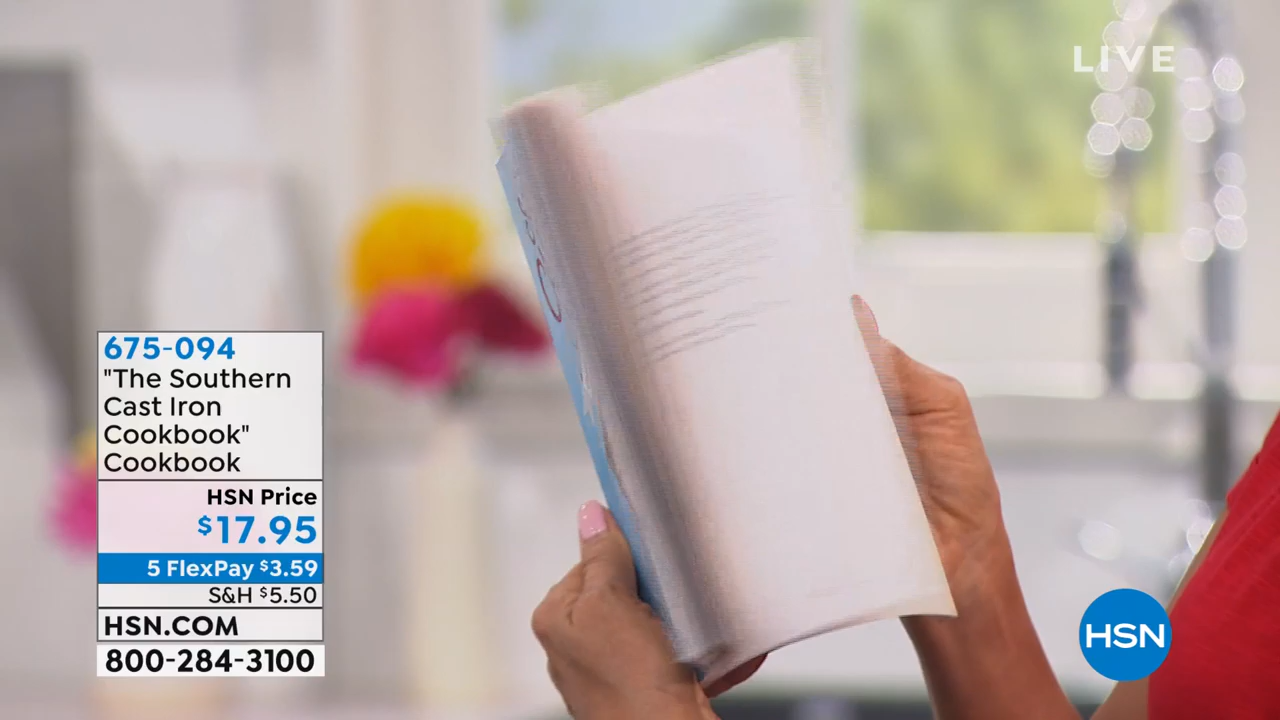 LIVE
675-094
"The Southern
Cast Iron
Cookbook"
Cookbook
HSN Price
$17.95
5 FlexPay $3.59
S&H $5.50
HSN.COM
800-284-3100
HSN